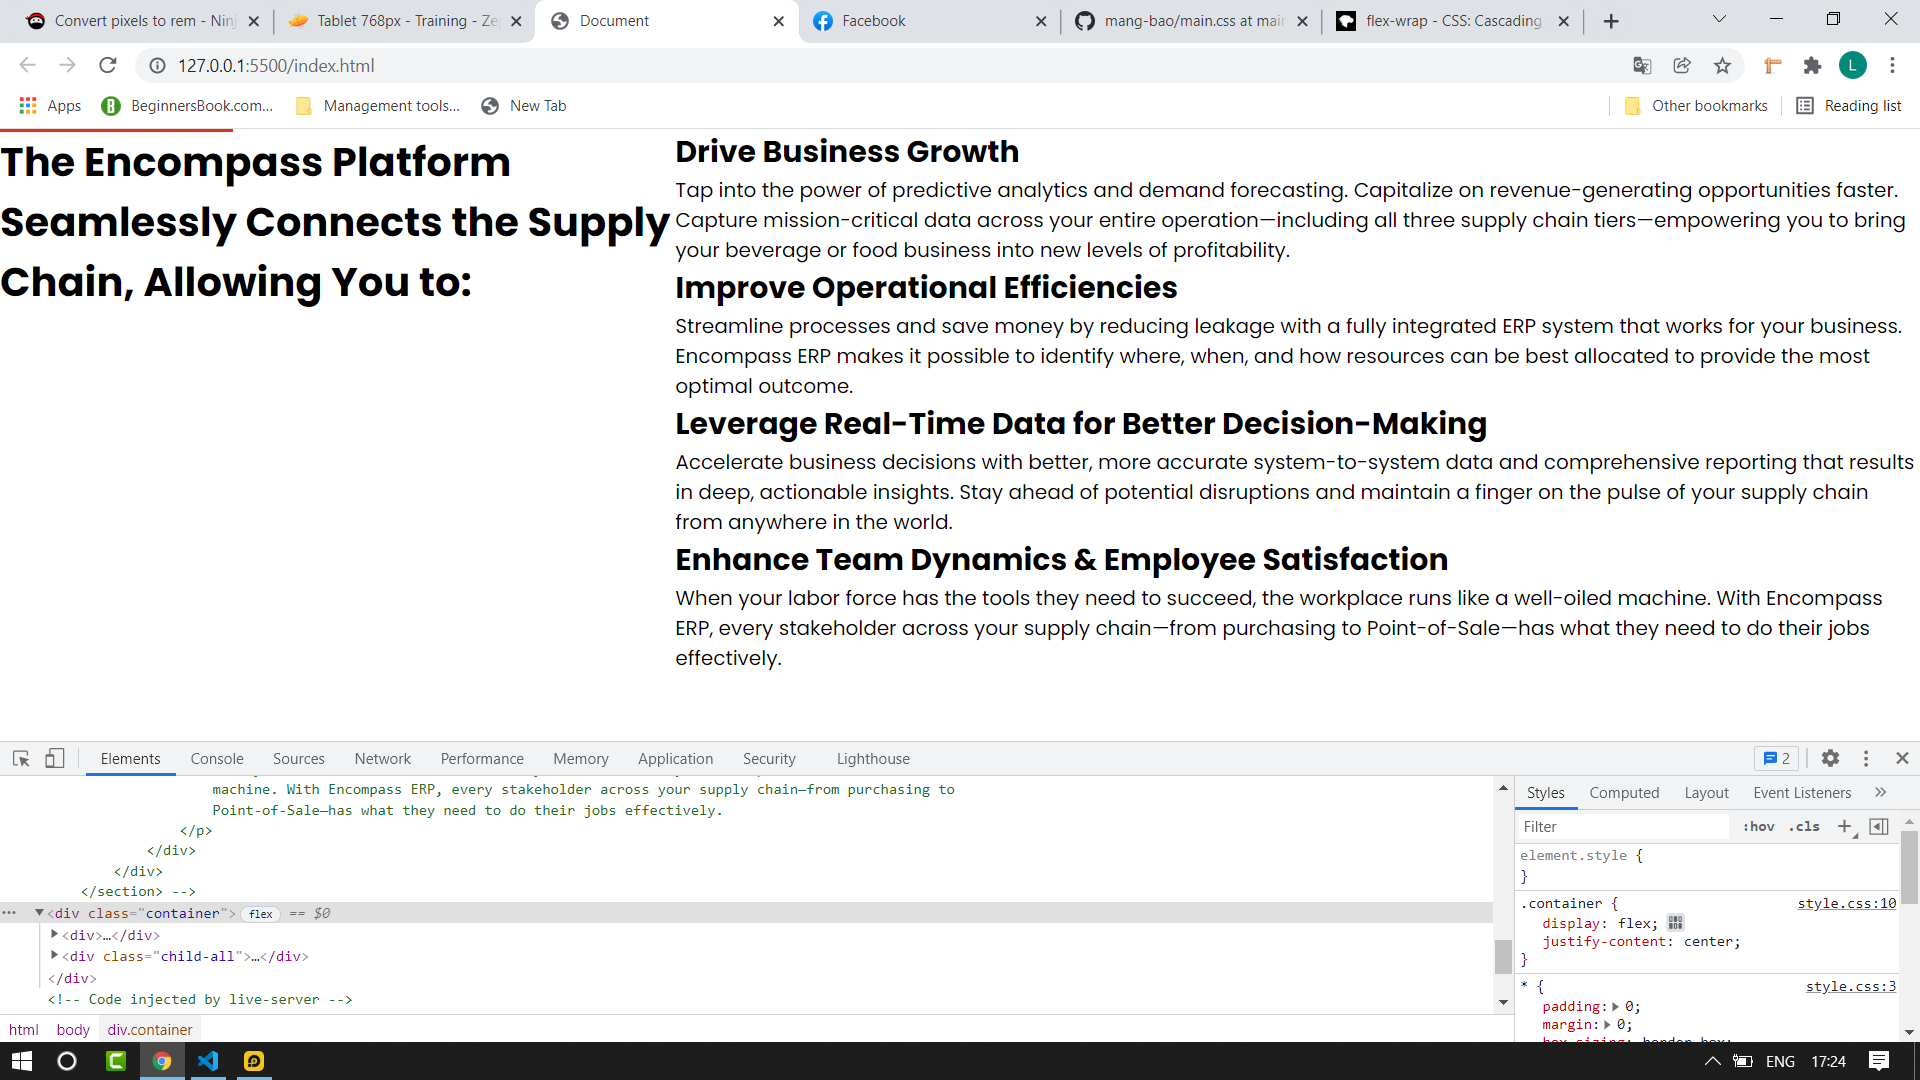 Convert pixels to rem - Nin
Tablet 768px - Training - Ze
Document
Facebook
mang-bao/main.css at mai
flex-wrap - CSS: Cascading
127.0.0.1:5500/index.html
L
Apps
BeginnersBook.com...
Management tools...
New Tab
Other bookmarks
Reading list
The Encompass Platform
Seamlessly Connects the Supply
Chain, Allowing You to:
Drive Business Growth
Tap into the power of predictive analytics and demand forecasting. Capitalize on revenue-generating opportunities faster.
Capture mission-critical data across your entire operation—including all three supply chain tiers—empowering you to bring
your beverage or food business into new levels of profitability.
Improve Operational Efficiencies
Streamline processes and save money by reducing leakage with a fully integrated ERP system that works for your business.
Encompass ERP makes it possible to identify where, when, and how resources can be best allocated to provide the most
optimal outcome.
Leverage Real-Time Data for Better Decision-Making
Accelerate business decisions with better, more accurate system-to-system data and comprehensive reporting that results
in deep, actionable insights. Stay ahead of potential disruptions and maintain a finger on the pulse of your supply chain
from anywhere in the world.
Enhance Team Dynamics & Employee Satisfaction
When your labor force has the tools they need to succeed, the workplace runs like a well-oiled machine. With Encompass
ERP, every stakeholder across your supply chain—from purchasing to Point-of-Sale—has what they need to do their jobs
effectively.
Elements
Console
Sources
Network
Performance
Memory
Application
Security
Lighthouse
2
machine. With Encompass ERP, every stakeholder across your supply chain—from purchasing to
Point-of-Sale—has what they need to do their jobs effectively.
</p>
</div>
</div>
</section> -->
<div class="container"> flex == $0
<div>…</div>
<div class="child-all">…</div>
</div>
<!-- Code injected by live-server -->
html body div.container
Styles
Computed
Layout
Event Listeners
Filter
:hov .cls
element.style {
}
.container { style.css:10
display: flex;
justify-content: center;
}
* { style.css:3
padding: 0;
margin: 0;
box-sizing: border-box;
ENG
17:24